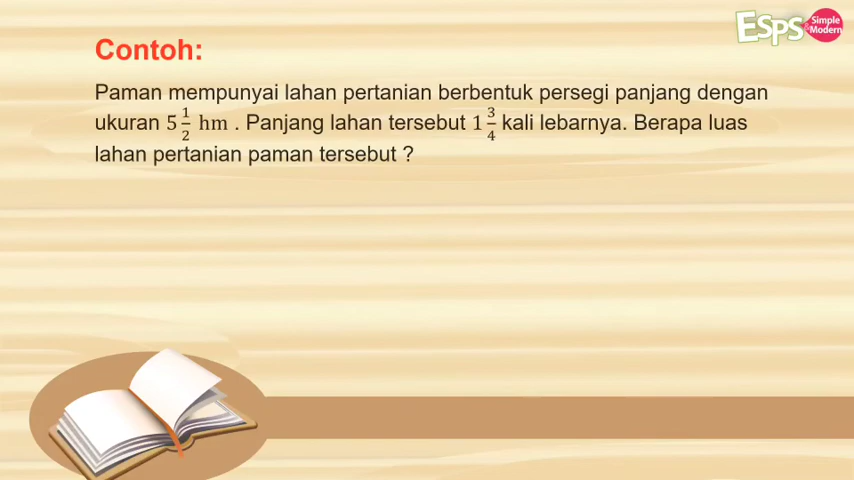 Esps Simple
& Modern
Contoh:
Paman mempunyai lahan pertanian berbentuk persegi panjang dengan
ukuran 5 1/2 hm . Panjang lahan tersebut 1 3/4 kali lebarnya. Berapa luas
lahan pertanian paman tersebut ?